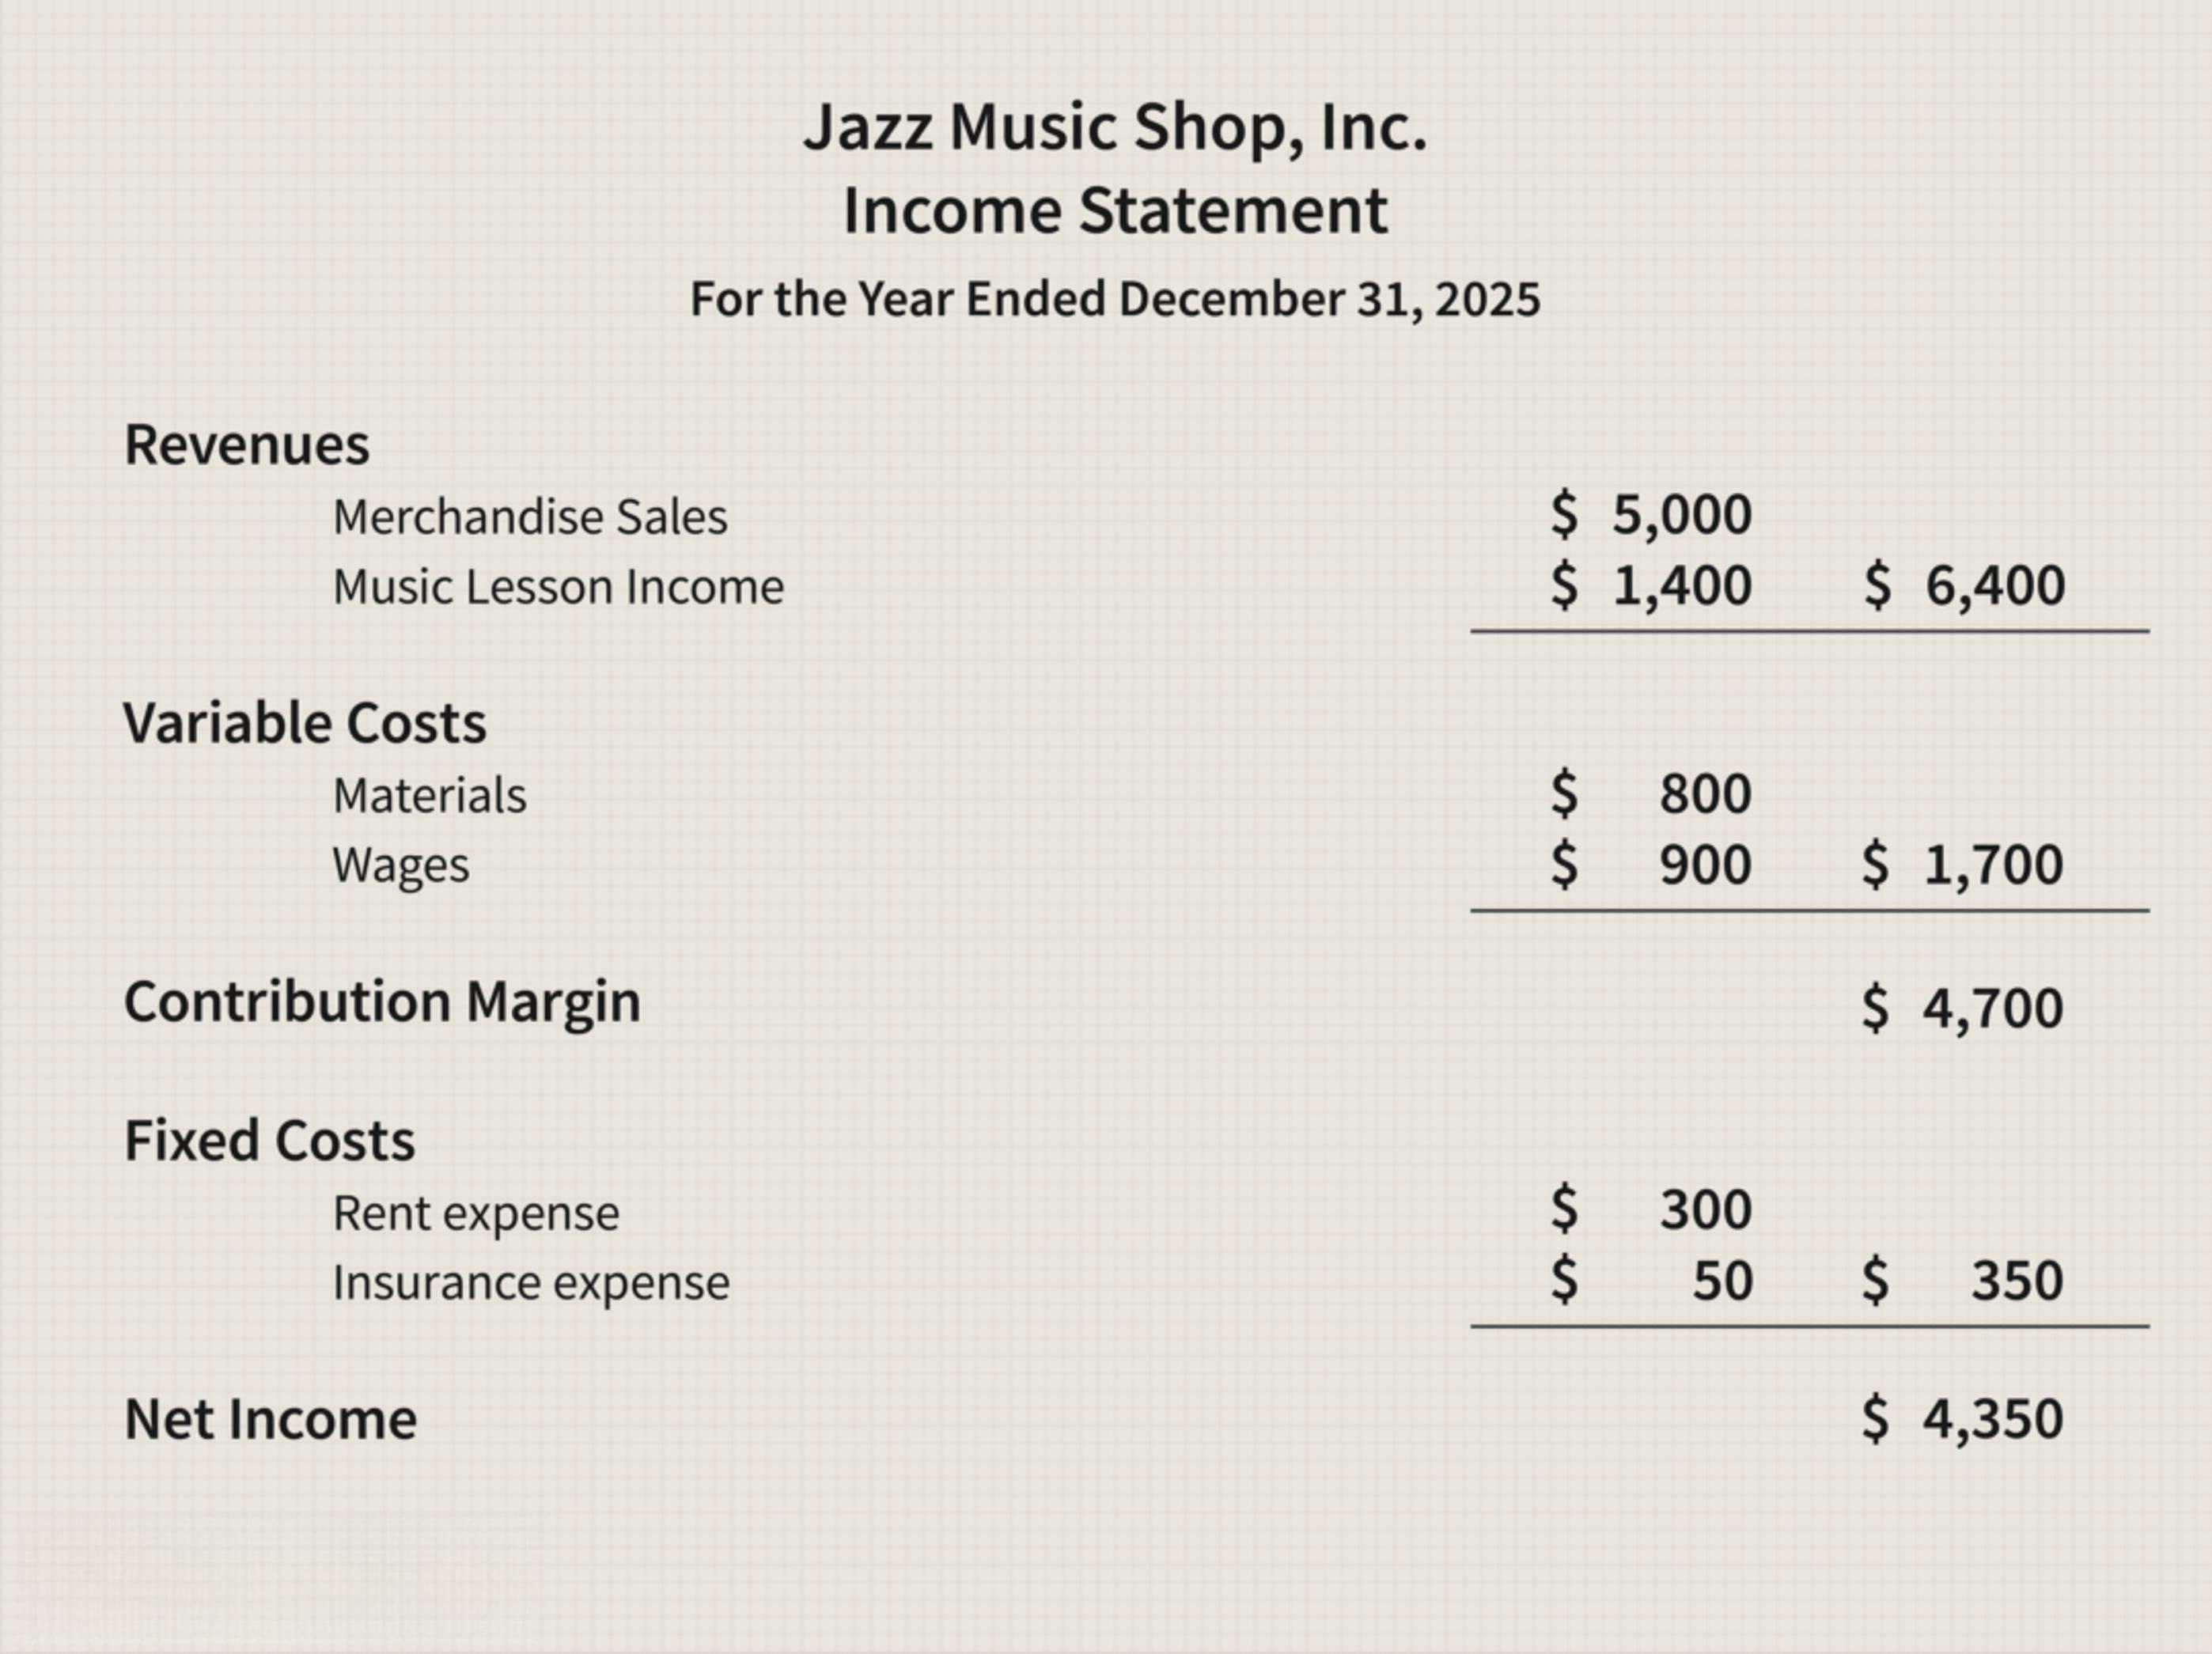 Jazz Music Shop, Inc.
Income Statement
For the Year Ended December 31, 2025
Revenues
Merchandise Sales $ 5,000
Music Lesson Income $ 1,400 $ 6,400
Variable Costs
Materials $ 800
Wages $ 900 $ 1,700
Contribution Margin $ 4,700
Fixed Costs
Rent expense $ 300
Insurance expense $ 50 $ 350
Net Income $ 4,350